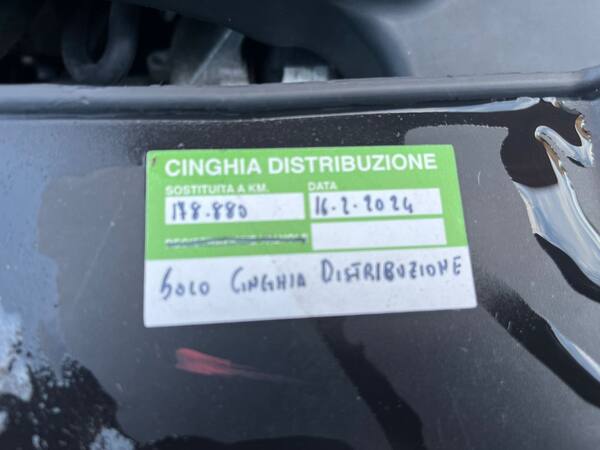 CINGHIA DISTRIBUZIONE
SOSTITUITA A KM. DATA
178.880 16-2-2024
SOLO CINGHIA DISTRIBUZIONE